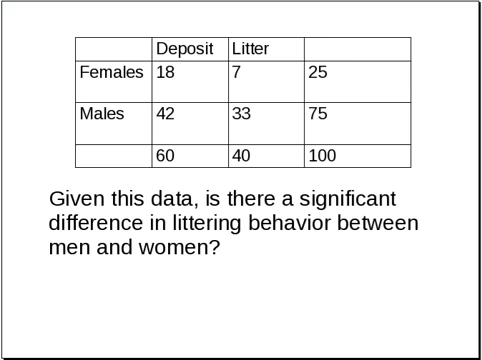 Deposit Litter
Females 18 7 25
Males 42 33 75
60 40 100
Given this data, is there a significant
difference in littering behavior between
men and women?